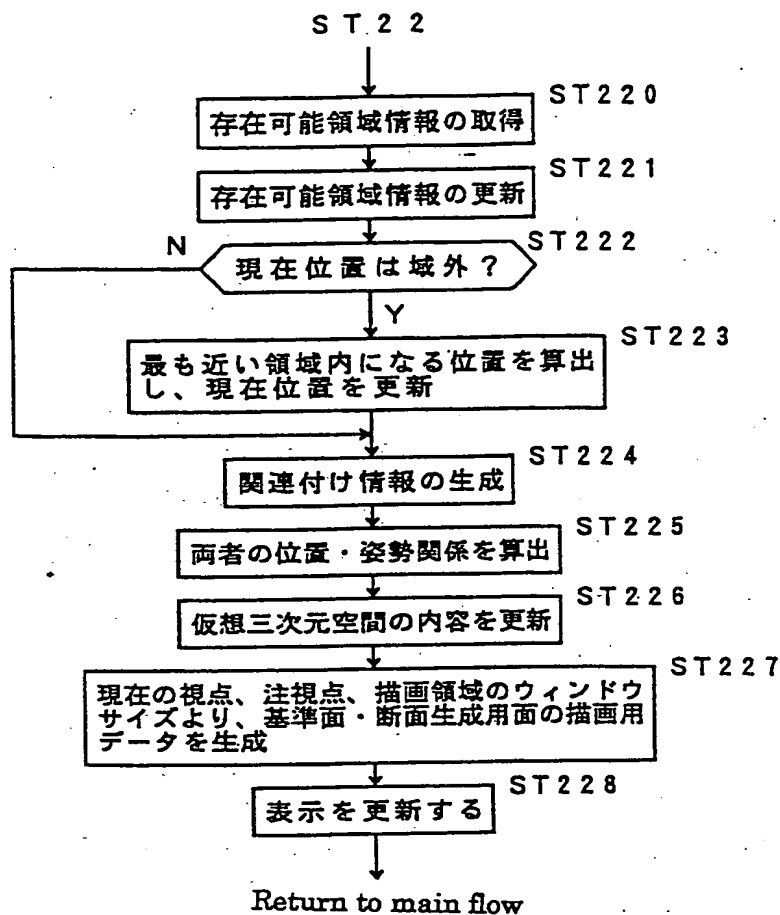 ST22
ST220
存在可能領域情報の取得
ST221
存在可能領域情報の更新
ST222
N
現在位置は域外?
Y
ST223
最も近い領域内になる位置を算出
し、現在位置を更新
ST224
関連付け情報の生成
ST225
両者の位置・姿勢関係を算出
ST226
仮想三次元空間の内容を更新
ST227
現在の視点、注視点、描画領域のウィンドウ
サイズより、基準面・断面生成用面の描画用
データを生成
ST228
表示を更新する
Return to main flow